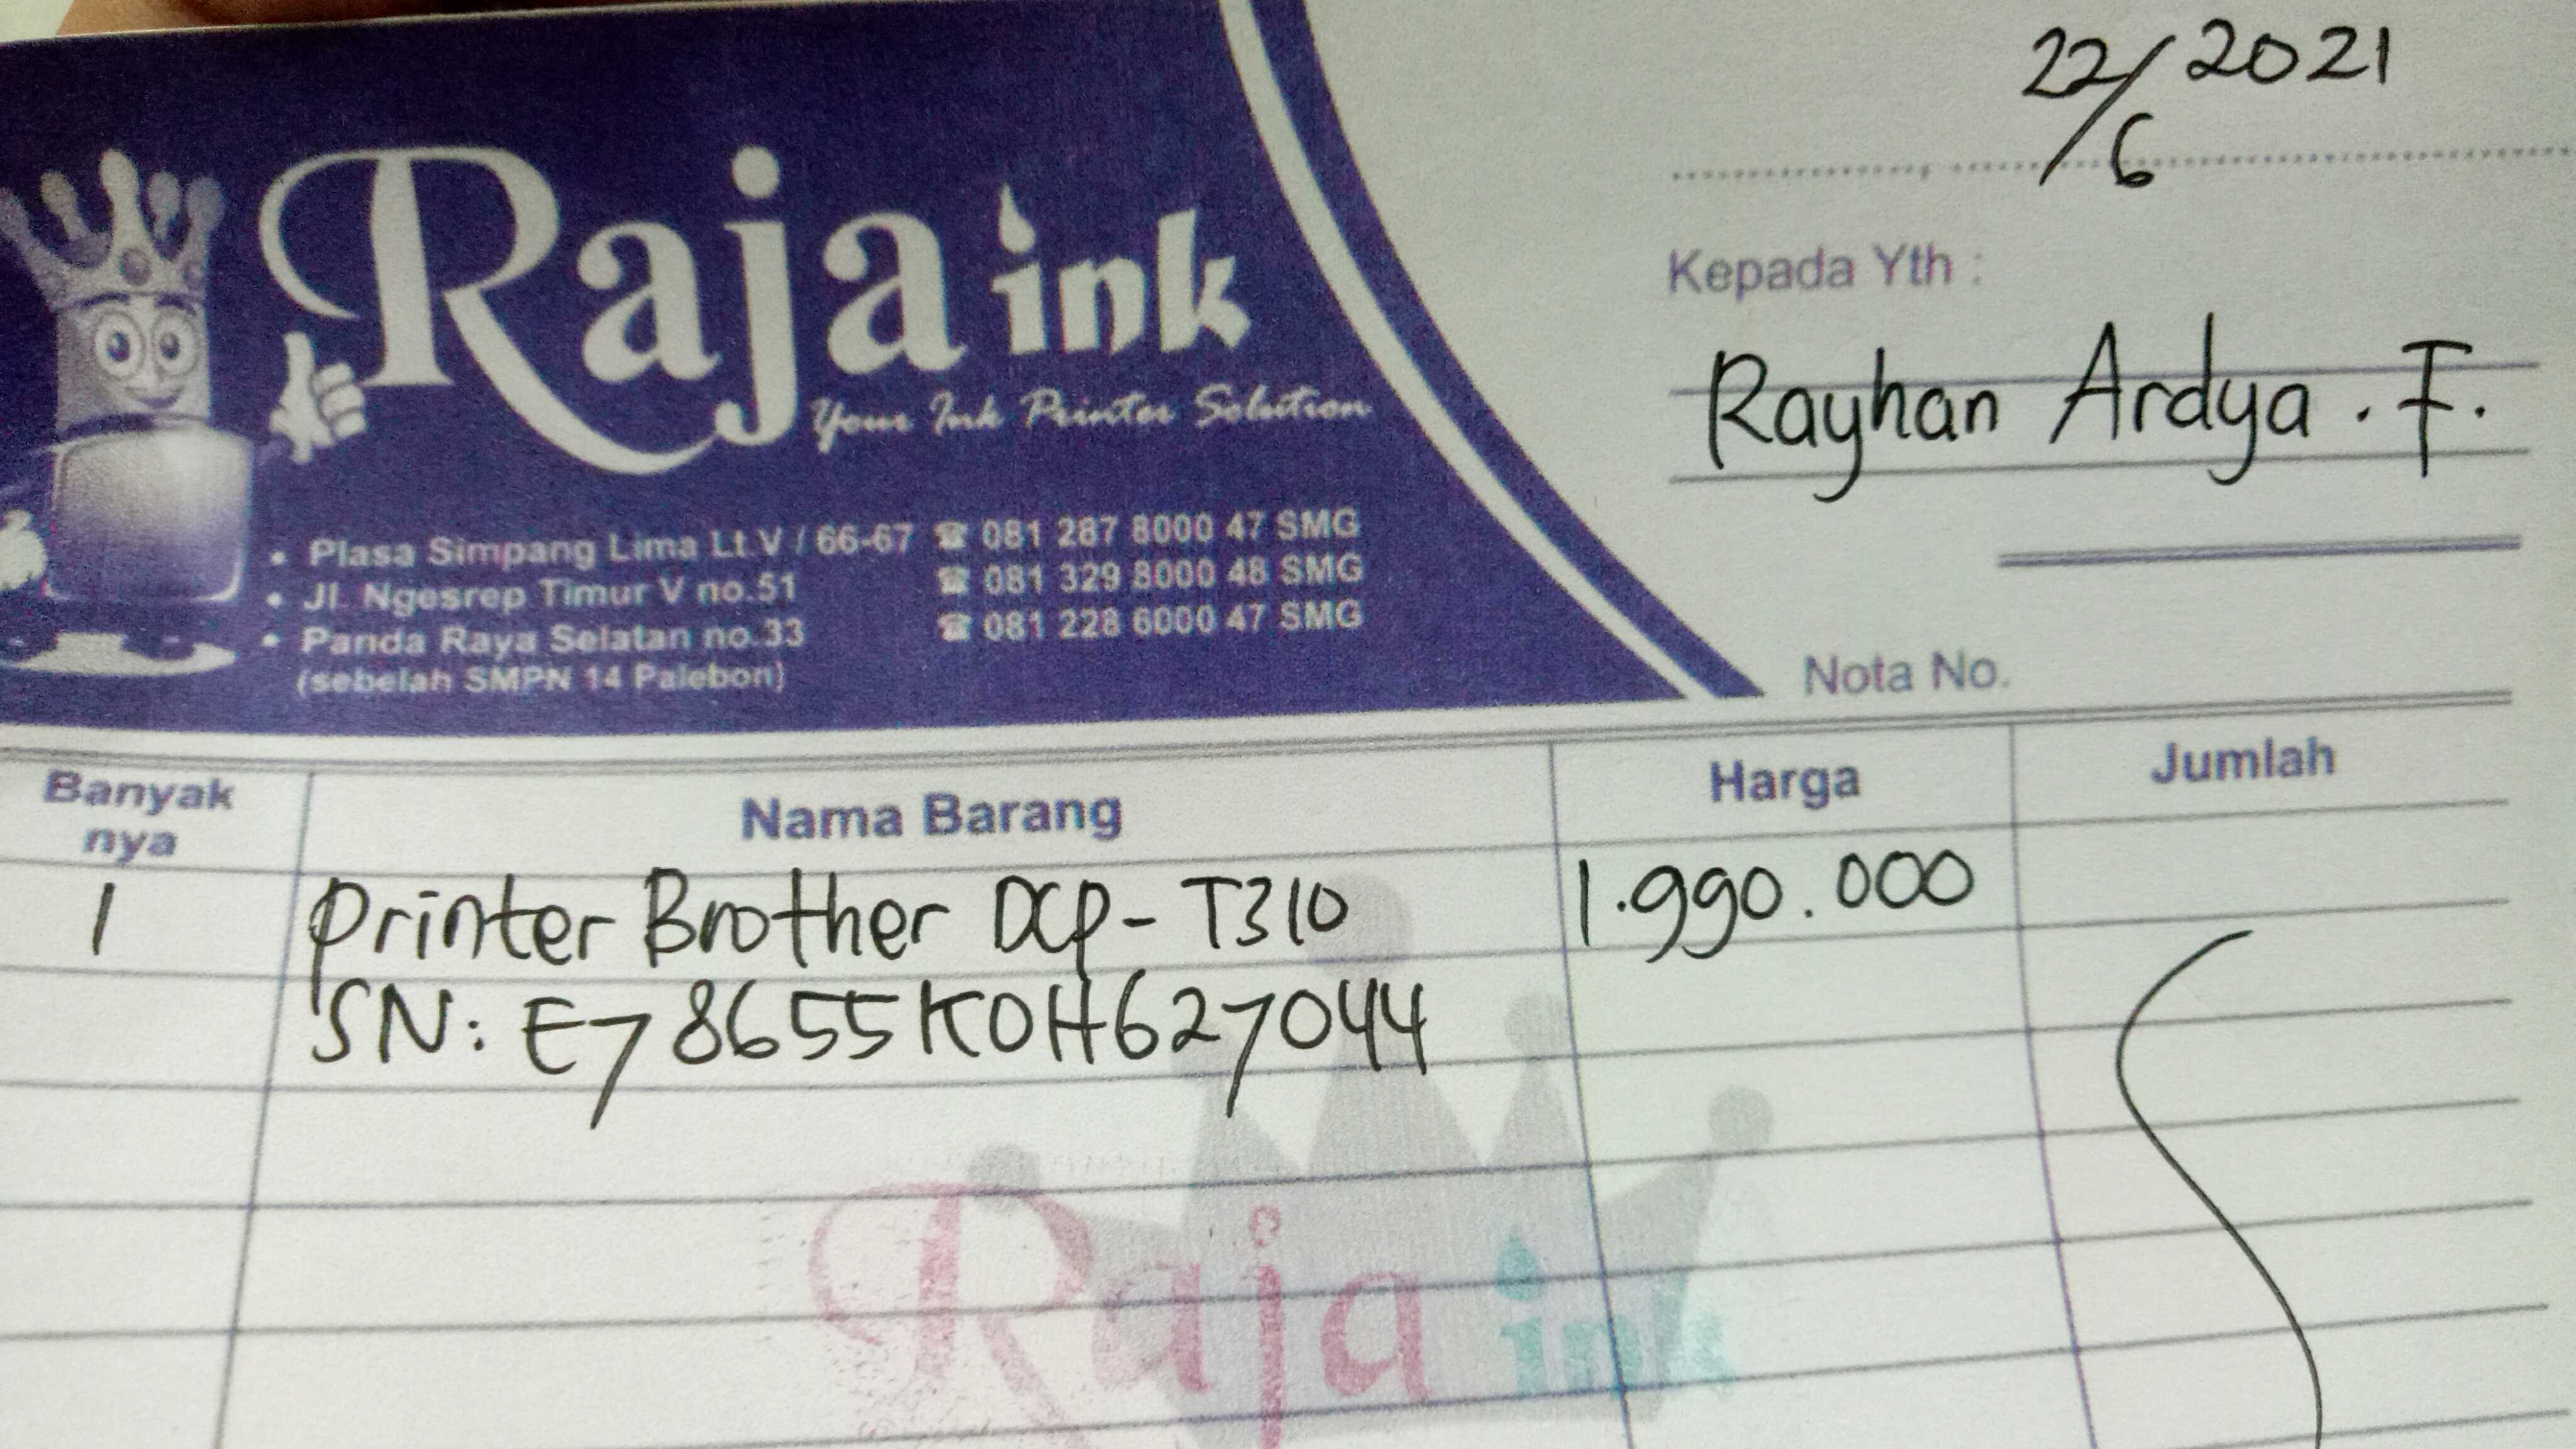 22/6 2021
Raja ink
Your Ink Printer Solution
Kepada Yth :
Rayhan Ardya . F.
• Plasa Simpang Lima Lt.V / 66-67 ☎ 081 287 8000 47 SMG
• Jl. Ngesrep Timur V no.51 ☎ 081 329 8000 48 SMG
• Panda Raya Selatan no.33 ☎ 081 228 6000 47 SMG
(sebelah SMPN 14 Palebon)
Nota No.
Banyak
nya
Nama Barang
Harga
Jumlah
1 Printer Brother DCP-T310 1.990.000
SN: E78655K0H627044
Raja ink